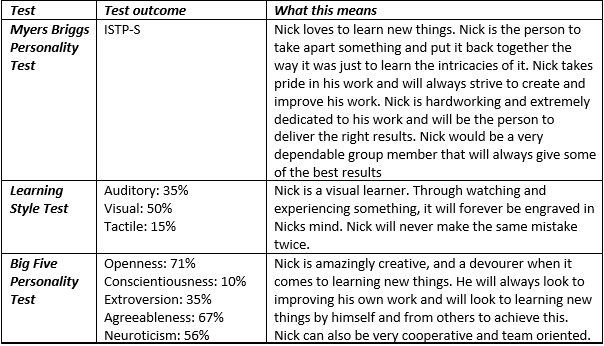 Test Test outcome What this means
Myers Briggs Personality Test
ISTP-S
Nick loves to learn new things. Nick is the person to
take apart something and put it back together the
way it was just to learn the intricacies of it. Nick takes
pride in his work and will always strive to create and
improve his work. Nick is hardworking and extremely
dedicated to his work and will be the person to
deliver the right results. Nick would be a very
dependable group member that will always give some
of the best results
Learning
Style Test
Auditory: 35%
Visual: 50%
Tactile: 15%
Nick is a visual learner. Through watching and
experiencing something, it will forever be engraved in
Nicks mind. Nick will never make the same mistake
twice.
Big Five
Personality
Test
Openness: 71%
Conscientiousness: 10%
Extroversion: 35%
Agreeableness: 67%
Neuroticism: 56%
Nick is amazingly creative, and a devourer when it
comes to learning new things. He will always look to
improving his own work and will look to learning new
things by himself and from others to achieve this.
Nick can also be very cooperative and team oriented.